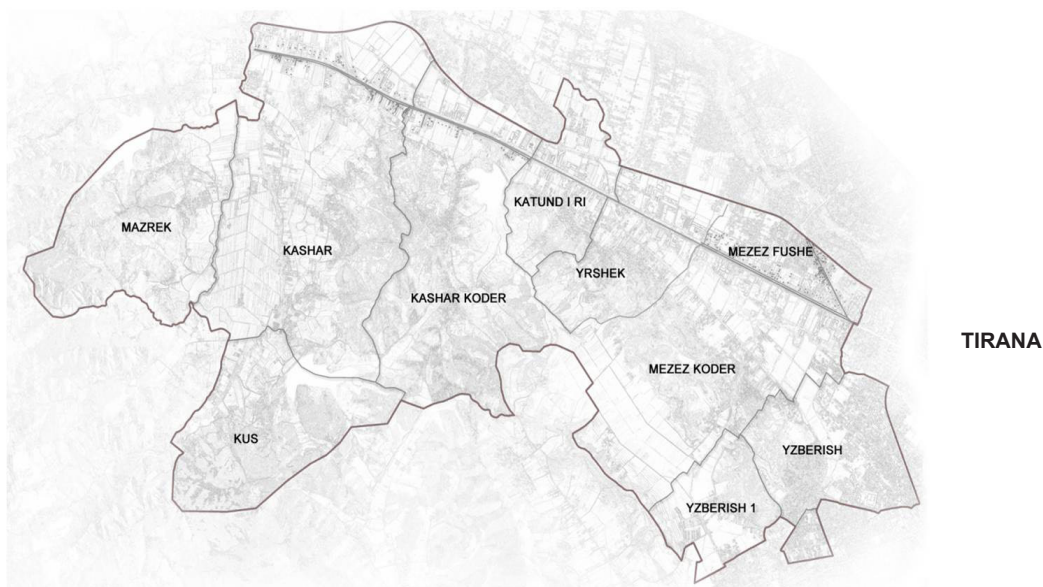 KATUND I RI
MAZREK
KASHAR
MEZEZ FUSHE
YRSHEK
KASHAR KODER
TIRANA
MEZEZ KODER
KUS
YZBERISH
YZBERISH 1